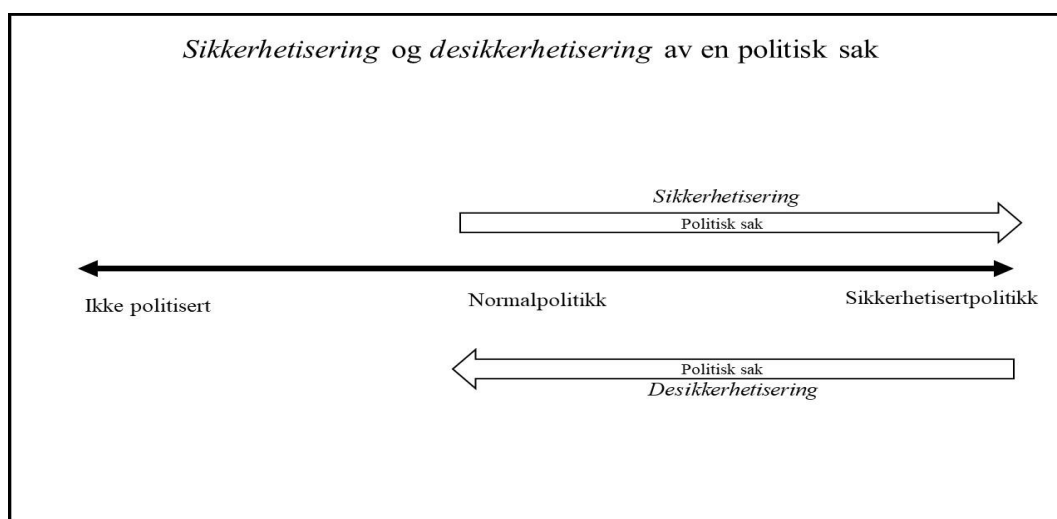 Sikkerhetisering og desikkerhetisering av en politisk sak
Sikkerhetisering
Politisk sak
Ikke politisert
Normalpolitikk
Sikkerhetisertpolitikk
Politisk sak
Desikkerhetisering